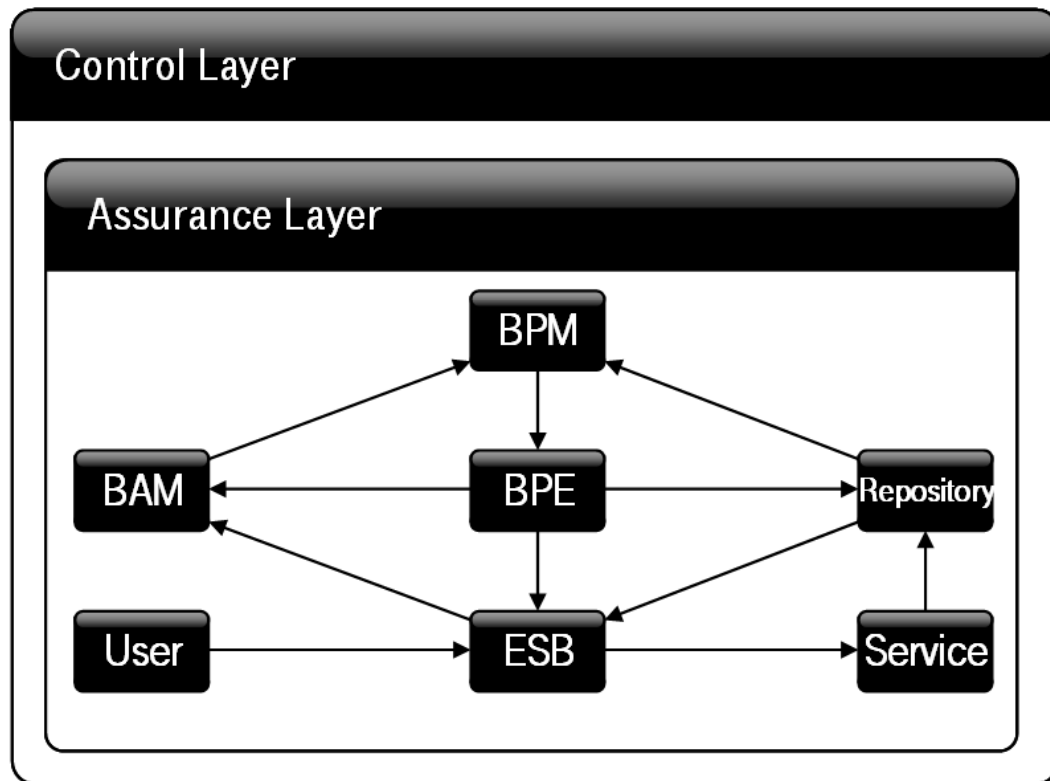 Control Layer
Assurance Layer
BPM
BAM
BPE
Repository
User
ESB
Service